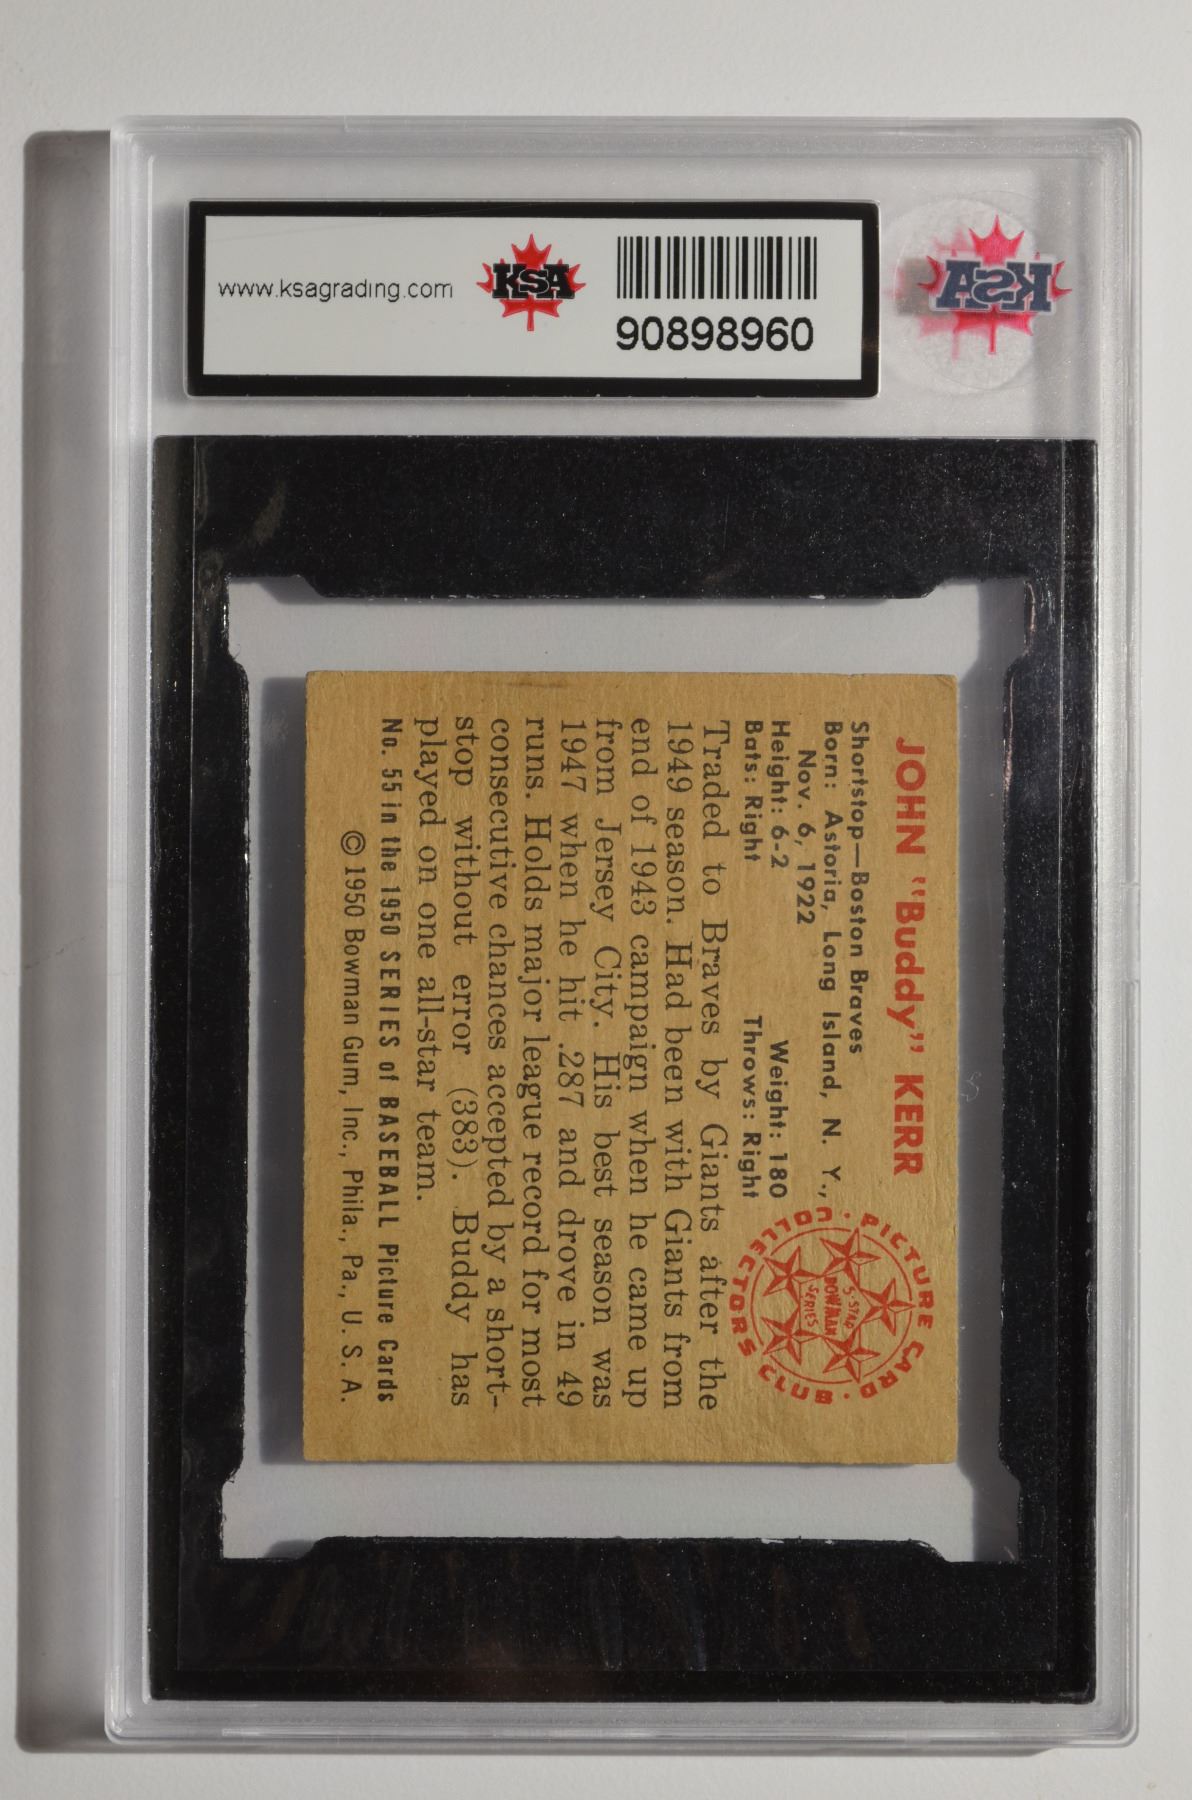 www.ksagrading.com
KSA
90898960
KSA
JOHN "Buddy" KERR
Shortstop—Boston Braves
Born: Astoria, Long Island, N. Y.,
Nov. 6, 1922
Height: 6-2 Weight: 180
Bats: Right Throws: Right
Traded to Braves by Giants after the
1949 season. Had been with Giants from
end of 1943 campaign when he came up
from Jersey City. His best season was
1947 when he hit .287 and drove in 49
runs. Holds major league record for most
consecutive chances accepted by a short-
stop without error (383). Buddy has
played on one all-star team.
No. 55 in the 1950 SERIES of BASEBALL Picture Cards
© 1950 Bowman Gum, Inc., Phila., Pa., U. S. A.
PICTURE CARD · COLLECTORS CLUB ·
5-STAR
BOWMAN
SERIES